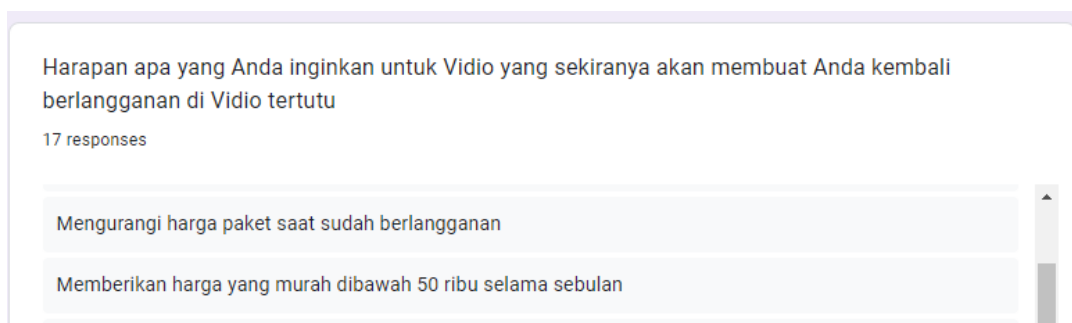 Harapan apa yang Anda inginkan untuk Vidio yang sekiranya akan membuat Anda kembali
berlangganan di Vidio tertutu
17 responses
Mengurangi harga paket saat sudah berlangganan
Memberikan harga yang murah dibawah 50 ribu selama sebulan